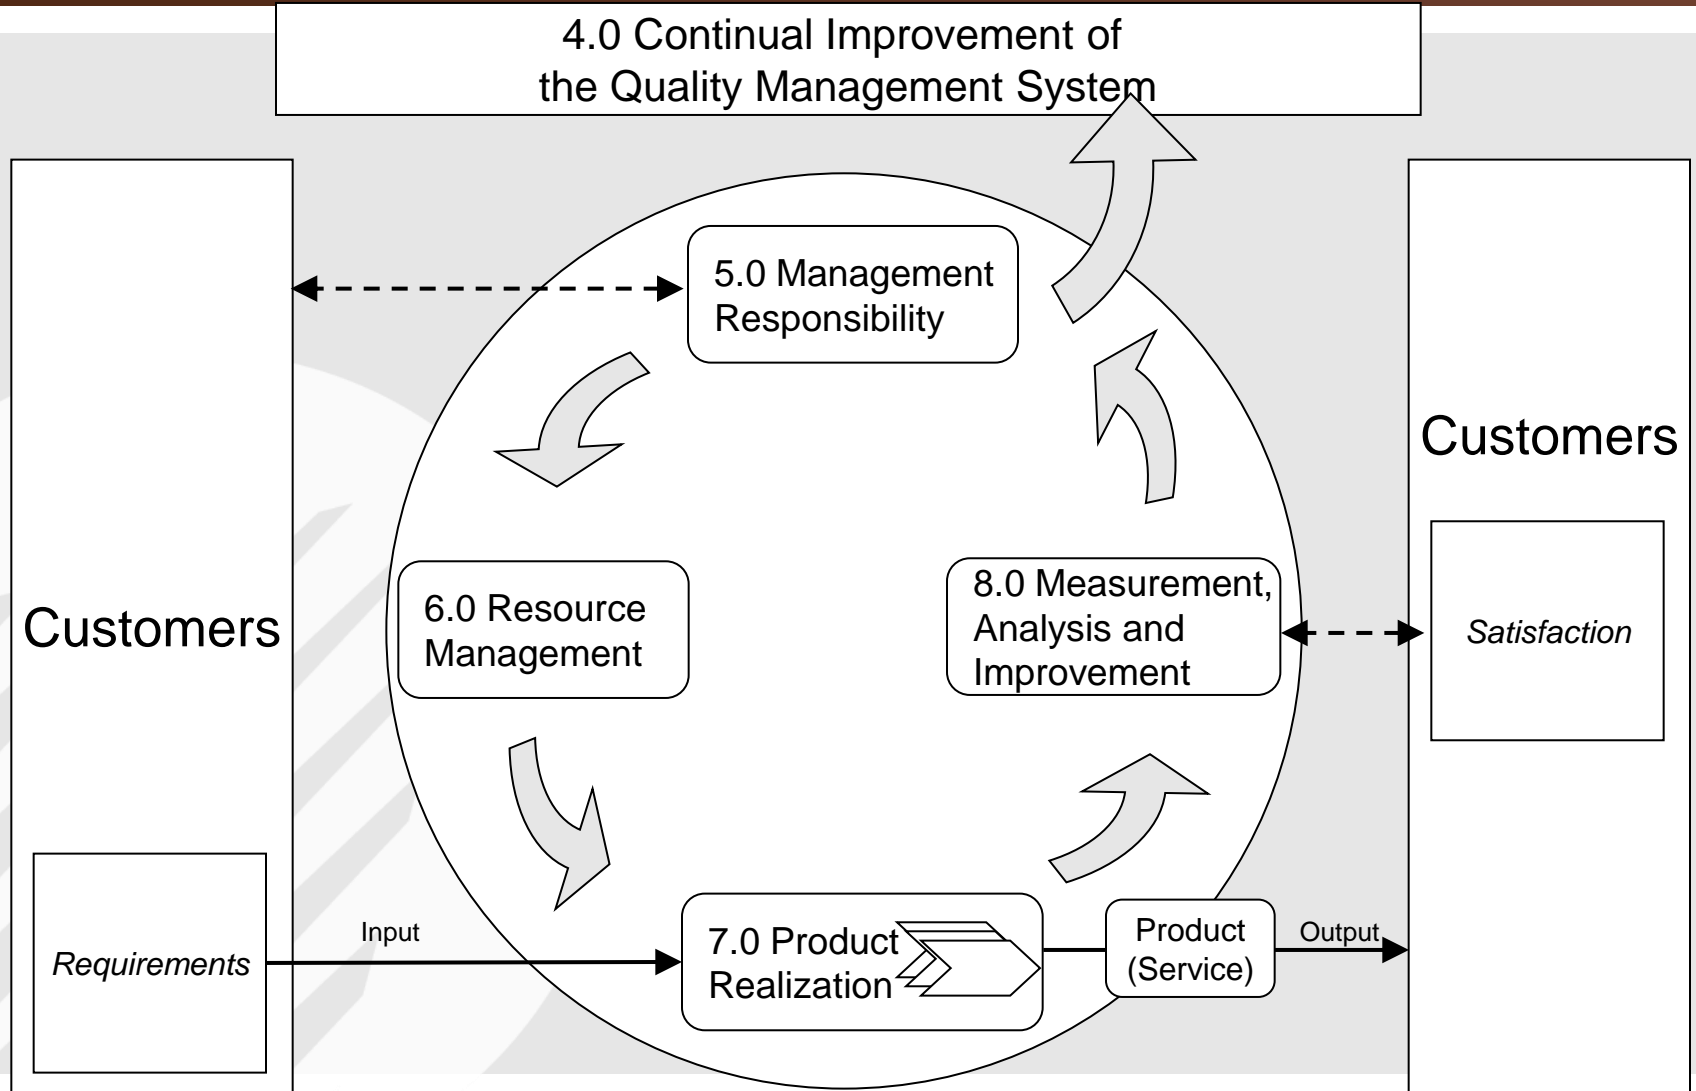 4.0 Continual Improvement of
the Quality Management System
5.0 Management
Responsibility
Customers
6.0 Resource
Management
8.0 Measurement,
Analysis and
Improvement
Customers
Satisfaction
Requirements
Input
7.0 Product
Realization
Product
(Service)
Output